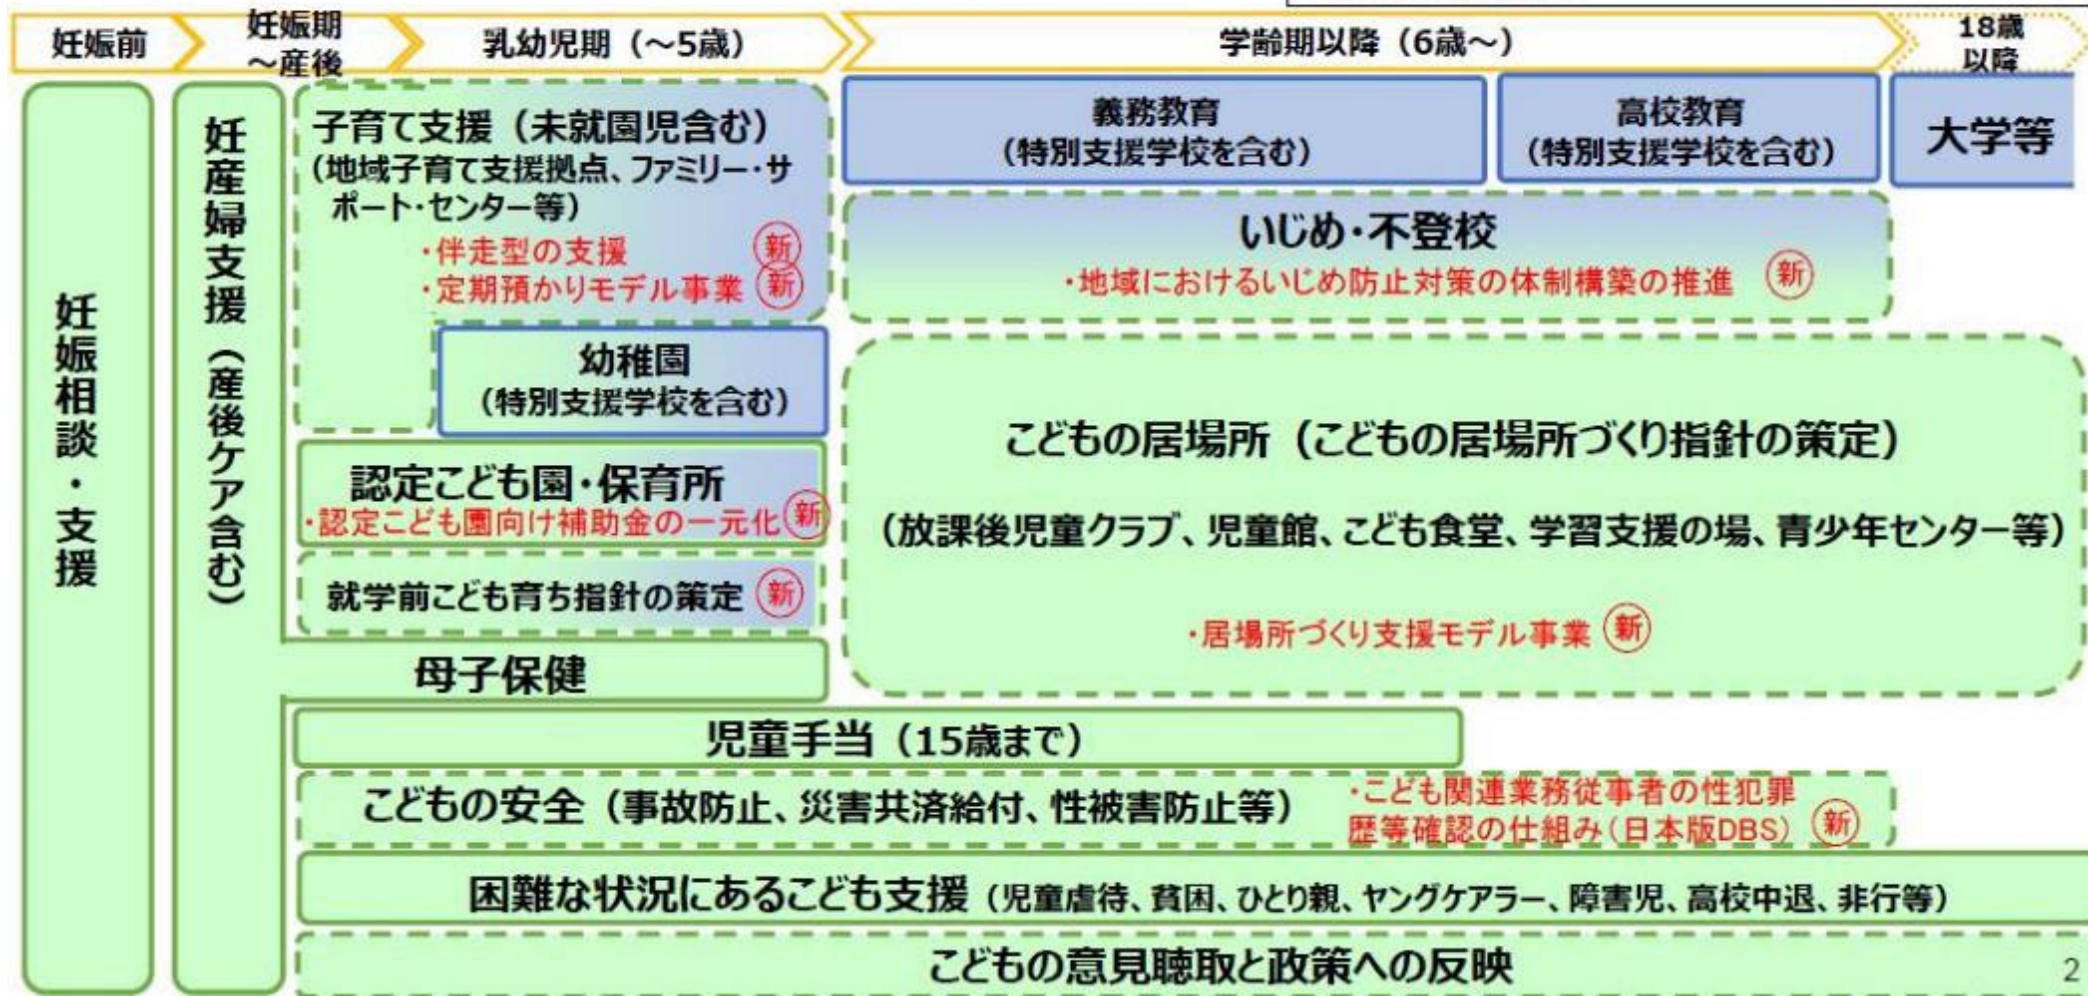 妊娠前
妊娠期
～産後
乳幼児期（～5歳）
学齢期以降（6歳～）
18歳
以降
妊娠相談・支援
妊産婦支援（産後ケア含む）
子育て支援（未就園児含む）
（地域子育て支援拠点、ファミリー・サ
ポート・センター等）
・伴走型の支援 新
・定期預かりモデル事業 新
幼稚園
（特別支援学校を含む）
認定こども園・保育所
・認定こども園向け補助金の一元化 新
就学前こども育ち指針の策定 新
母子保健
義務教育
（特別支援学校を含む）
高校教育
（特別支援学校を含む）
大学等
いじめ・不登校
・地域におけるいじめ防止対策の体制構築の推進 新
こどもの居場所（こどもの居場所づくり指針の策定）
（放課後児童クラブ、児童館、こども食堂、学習支援の場、青少年センター等）
・居場所づくり支援モデル事業 新
児童手当（15歳まで）
こどもの安全（事故防止、災害共済給付、性被害防止等）
・こども関連業務従事者の性犯罪
歴等確認の仕組み（日本版DBS） 新
困難な状況にあるこども支援（児童虐待、貧困、ひとり親、ヤングケアラー、障害児、高校中退、非行等）
こどもの意見聴取と政策への反映
2